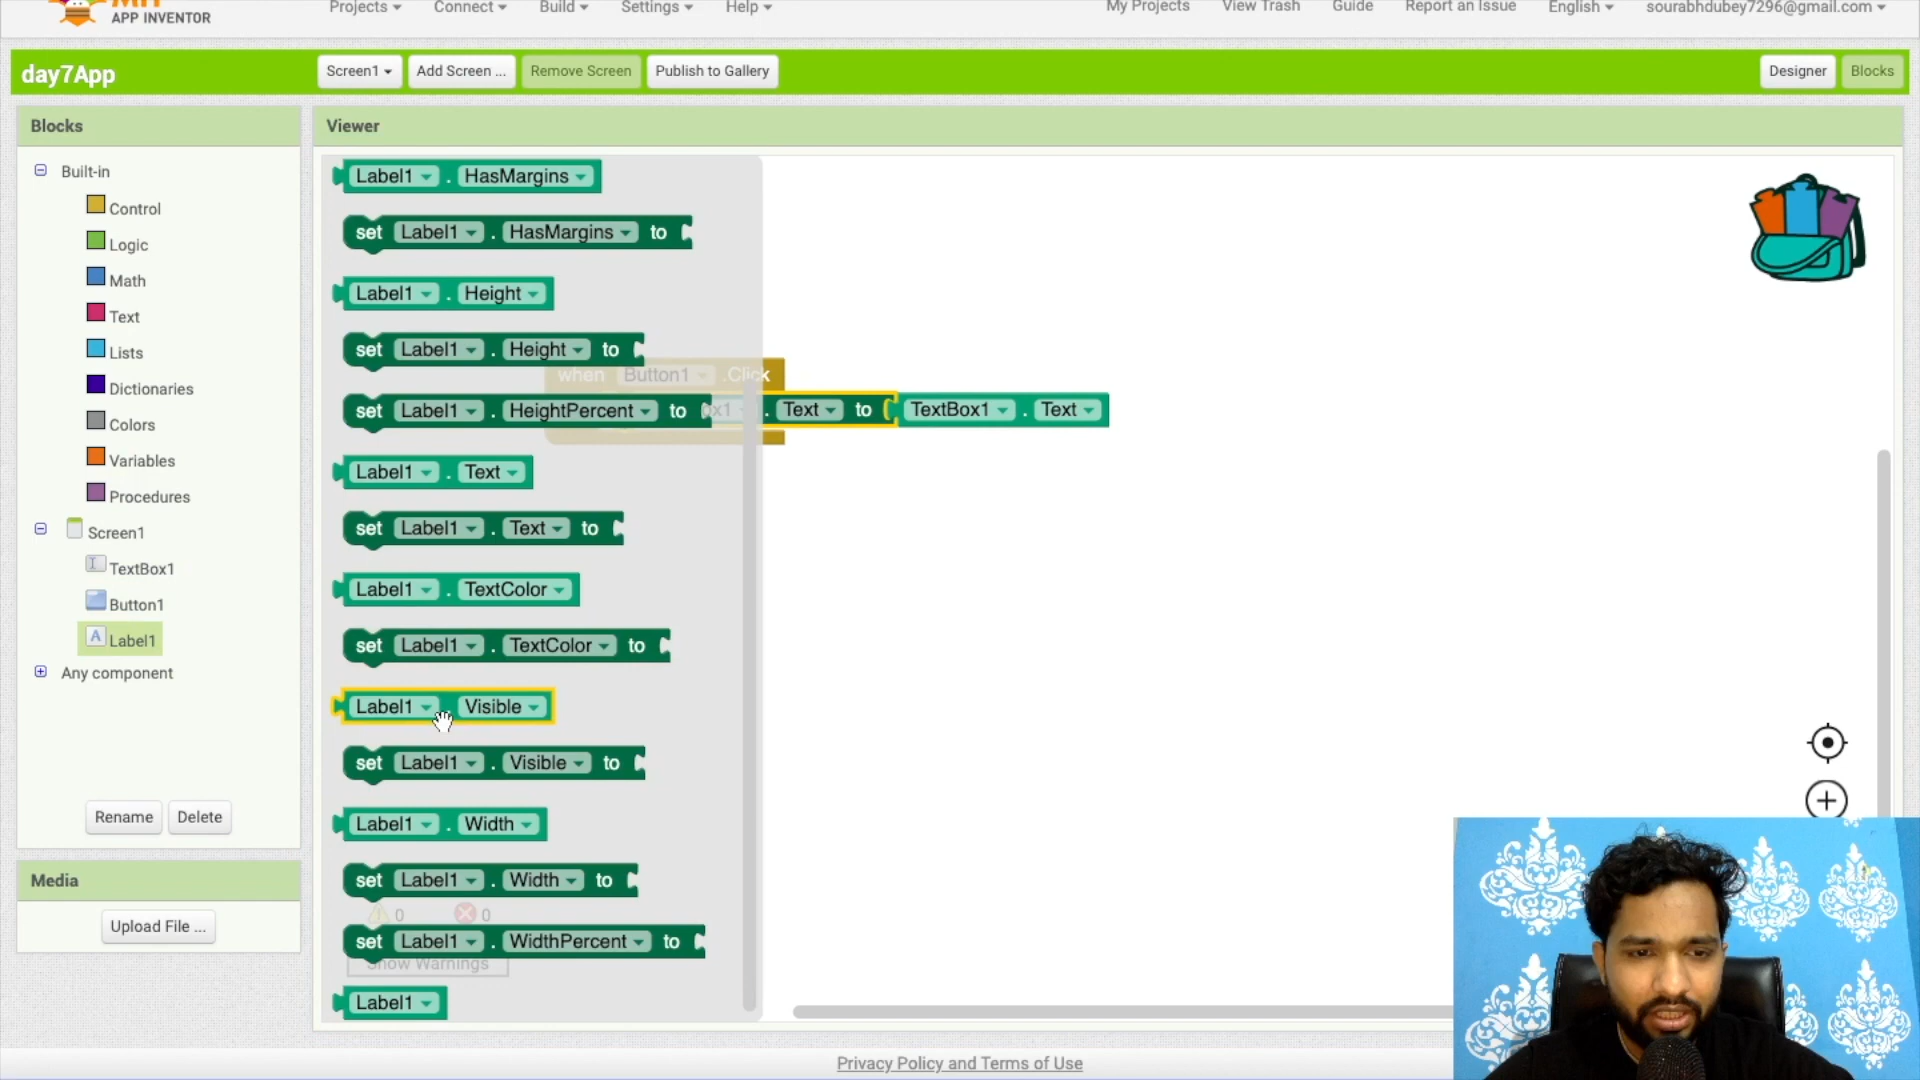 MIT
APP INVENTOR
Projects Connect Build Settings Help My Projects View Trash Guide Report an Issue English sourabhdubey7296@gmail.com
day7App Screen1 Add Screen ... Remove Screen Publish to Gallery Designer Blocks
Blocks
Built-in
Control
Logic
Math
Text
Lists
Dictionaries
Colors
Variables
Procedures
Screen1
TextBox1
Button1
Label1
Any component
Rename Delete
Media
Upload File ...
Viewer
Label1 . HasMargins
set Label1 . HasMargins to
Label1 . Height
set Label1 . Height to
when Button1 .Click
set Label1 . HeightPercent to ox1 . Text to TextBox1 . Text
Label1 . Text
set Label1 . Text to
Label1 . TextColor
set Label1 . TextColor to
Label1 . Visible
set Label1 . Visible to
Label1 . Width
set Label1 . Width to
0 0
set Label1 . WidthPercent to
Show Warnings
Label1
Privacy Policy and Terms of Use